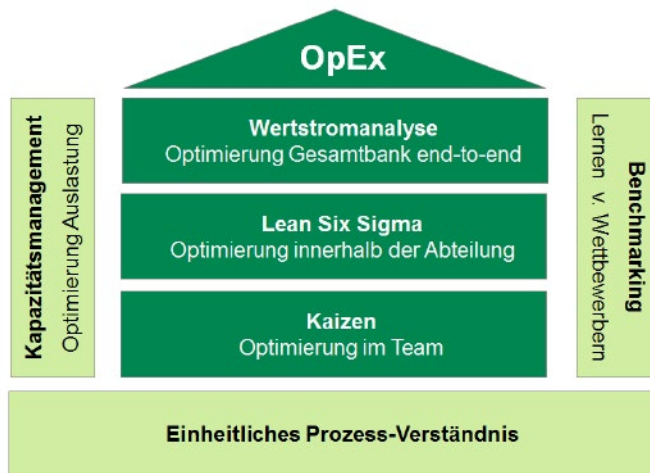 OpEx
Kapazitätsmanagement
Optimierung Auslastung
Wertstromanalyse
Optimierung Gesamtbank end-to-end
Lean Six Sigma
Optimierung innerhalb der Abteilung
Kaizen
Optimierung im Team
Benchmarking
Lernen v. Wettbewerbern
Einheitliches Prozess-Verständnis